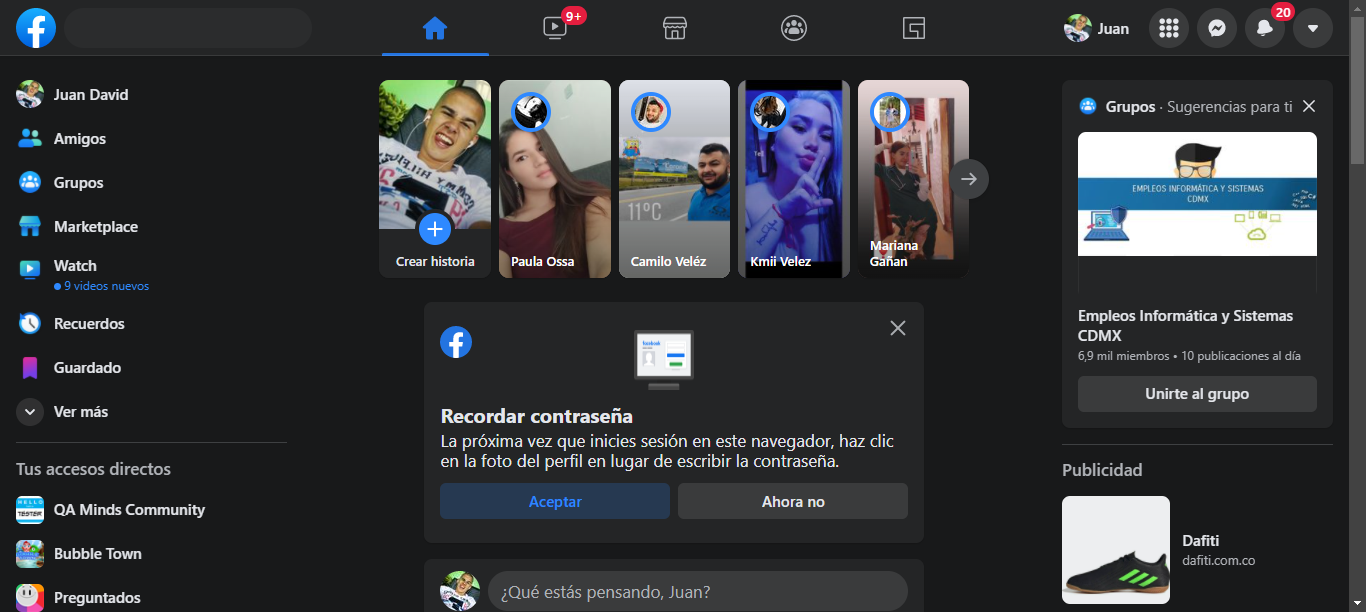 9+
20
Juan
Juan David
Amigos
Grupos
Marketplace
Watch
9 videos nuevos
Recuerdos
Guardado
Ver más
Tus accesos directos
QA Minds Community
Bubble Town
Preguntados
Crear historia
Paula Ossa
11°C
Camilo Veléz
Kmii Velez
Mariana
Gañan
facebook
Recordar contraseña
La próxima vez que inicies sesión en este navegador, haz clic
en la foto del perfil en lugar de escribir la contraseña.
Aceptar
Ahora no
¿Qué estás pensando, Juan?
Grupos · Sugerencias para ti
EMPLEOS INFORMÁTICA Y SISTEMAS
CDMX
Empleos Informática y Sistemas
CDMX
6,9 mil miembros • 10 publicaciones al día
Unirte al grupo
Publicidad
Dafiti
dafiti.com.co
HELLO
TESTER